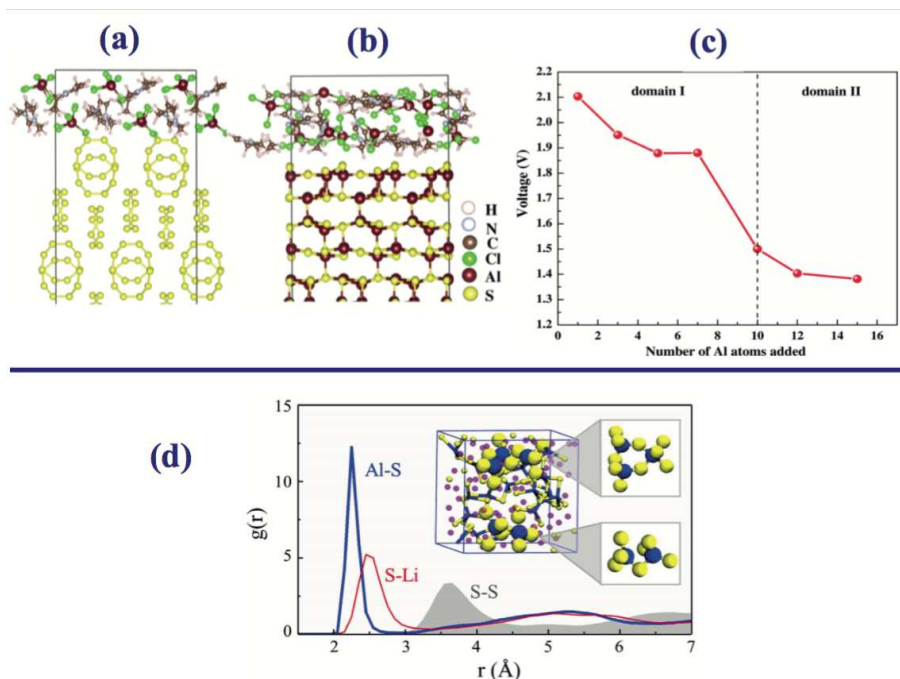 (a)
(b)
(c)
H
N
C
Cl
Al
S
2.2
2.1
2.0
1.9
1.8
1.7
1.6
1.5
1.4
1.3
1.2
Voltage (V)
domain I
domain II
0 2 4 6 8 10 12 14 16
Number of Al atoms added
(d)
15
10
5
0
g(r)
Al-S
S-Li
S-S
2 3 4 5 6 7
r (Å)